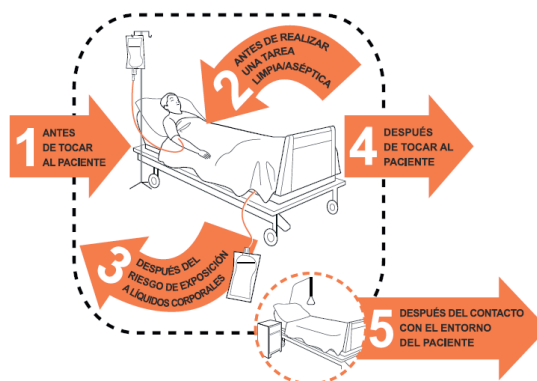 1
ANTES
DE TOCAR
AL PACIENTE
2
ANTES DE REALIZAR
UNA TAREA
LIMPIA/ASÉPTICA
3
DESPUÉS DEL
RIESGO DE EXPOSICIÓN
A LÍQUIDOS CORPORALES
4
DESPUÉS
DE TOCAR AL
PACIENTE
5
DESPUÉS DEL CONTACTO
CON EL ENTORNO
DEL PACIENTE